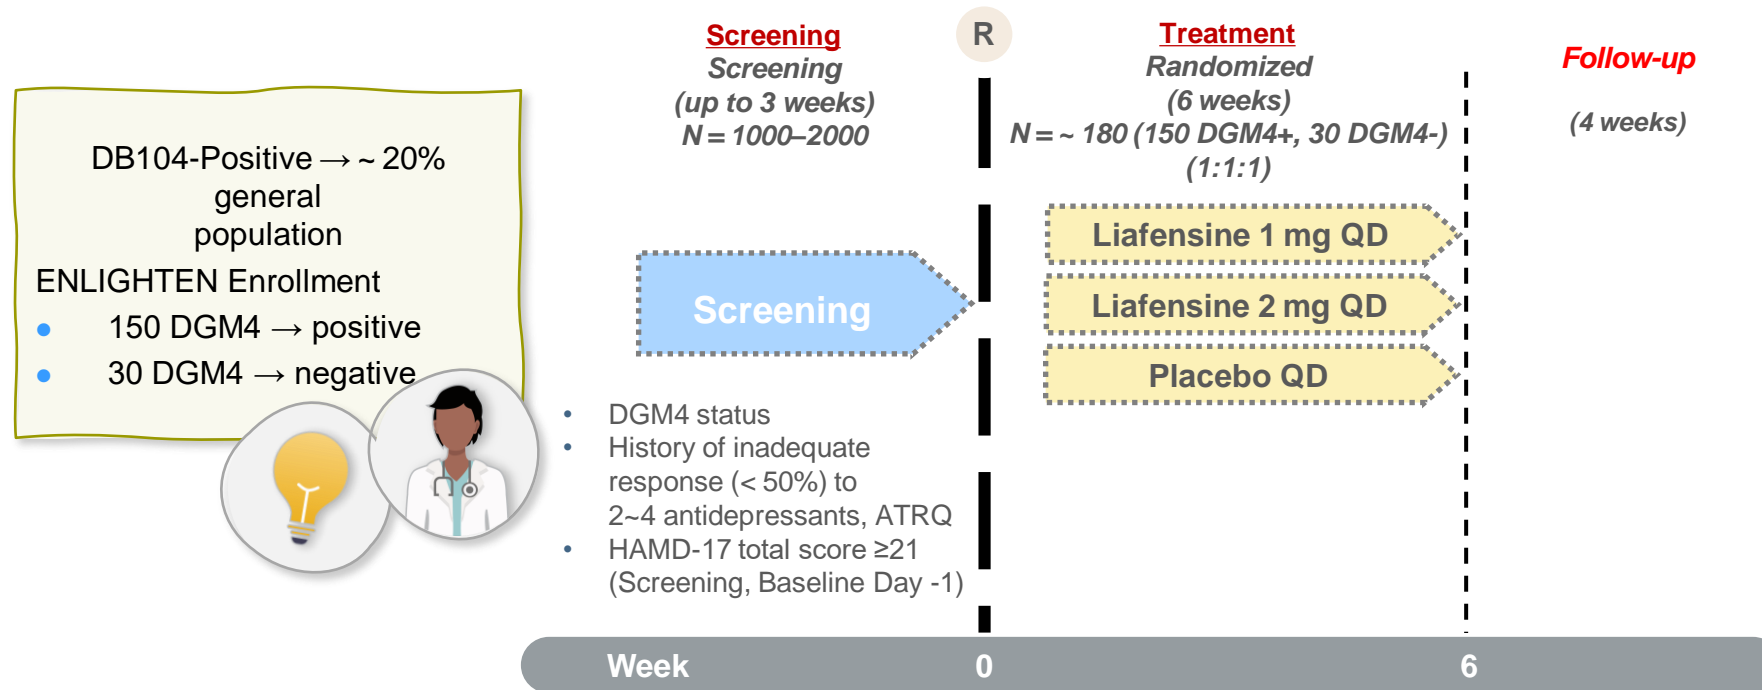 DB104-Positive → ~ 20%
general
population
ENLIGHTEN Enrollment
• 150 DGM4 → positive
• 30 DGM4 → negative
Screening
Screening
(up to 3 weeks)
N = 1000–2000
Screening
• DGM4 status
• History of inadequate
response (< 50%) to
2~4 antidepressants, ATRQ
• HAMD-17 total score ≥21
(Screening, Baseline Day -1)
R
Treatment
Randomized
(6 weeks)
N = ~ 180 (150 DGM4+, 30 DGM4-)
(1:1:1)
Liafensine 1 mg QD
Liafensine 2 mg QD
Placebo QD
Follow-up
(4 weeks)
Week 0 6